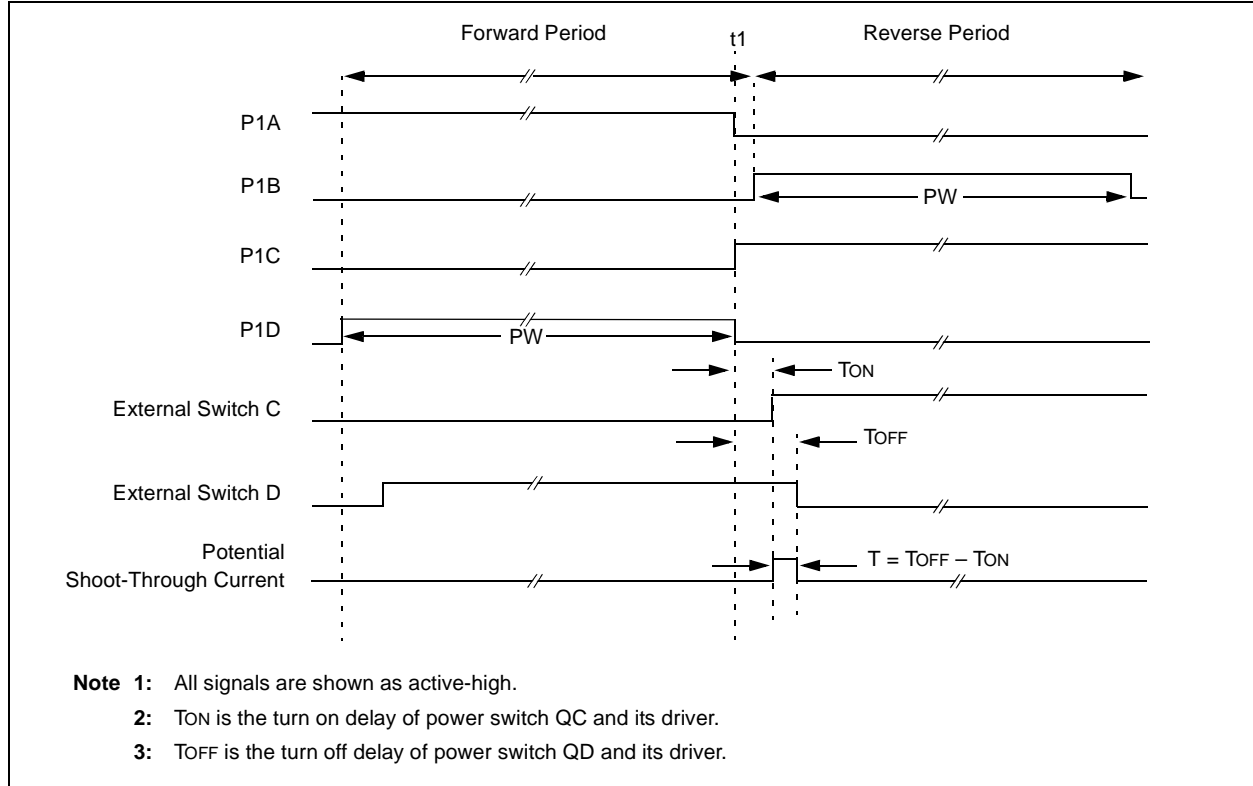 Forward Period
t1
Reverse Period
P1A
P1B
PW
P1C
P1D
PW
TON
External Switch C
TOFF
External Switch D
Potential
Shoot-Through Current
T = TOFF – TON
Note 1: All signals are shown as active-high.
2: TON is the turn on delay of power switch QC and its driver.
3: TOFF is the turn off delay of power switch QD and its driver.